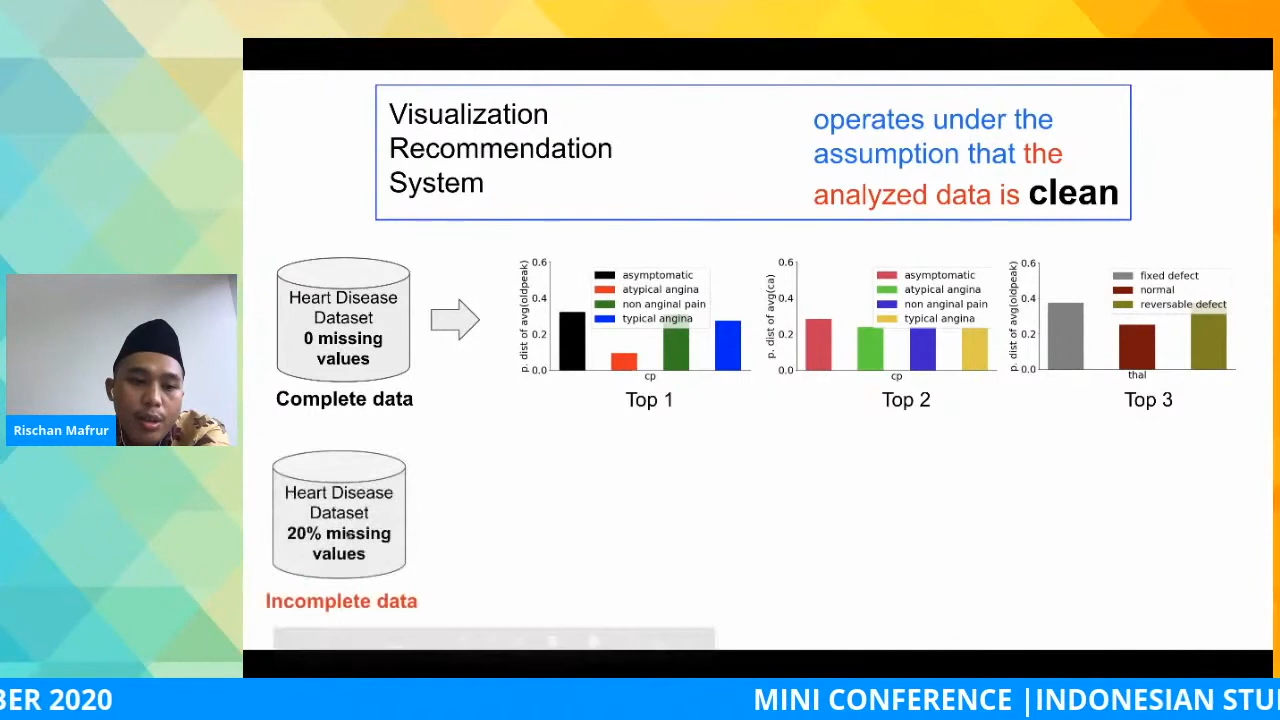 Visualization
Recommendation
System
operates under the
assumption that the
analyzed data is clean
Heart Disease
Dataset
0 missing
values
Complete data
p. dist of avg(oldpeak)
0.6
0.4
0.2
0.0
asymptomatic
atypical angina
non anginal pain
typical angina
cp
Top 1
p. dist of avg(ca)
0.6
0.4
0.2
0.0
asymptomatic
atypical angina
non anginal pain
typical angina
cp
Top 2
p. dist of avg(oldpeak)
0.6
0.4
0.2
0.0
fixed defect
normal
reversable defect
thal
Top 3
Rischan Mafrur
Heart Disease
Dataset
20% missing
values
Incomplete data
BER 2020
MINI CONFERENCE |INDONESIAN STU